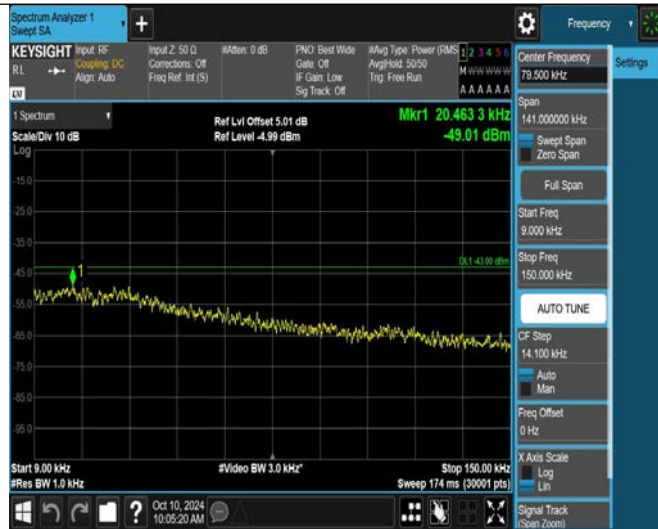 Spectrum Analyzer 1
Swept SA
Frequency
KEYSIGHT
RL
LXI
Input: RF
Coupling: DC
Align: Auto
Input Z: 50 Ω
Corrections: Off
Freq Ref: Int (S)
#Atten: 0 dB
PNO: Best Wide
Gate: Off
IF Gain: Low
Sig Track: Off
#Avg Type: Power (RMS
Avg|Hold: 50/50
Trig: Free Run
1 2 3 4 5 6
M W W W W W
A A A A A A
1 Spectrum
Scale/Div 10 dB
Log
Ref Lvl Offset 5.01 dB
Ref Level -4.99 dBm
Mkr1 20.463 3 kHz
-49.01 dBm
-15.0
-25.0
-35.0
-45.0
-55.0
-65.0
-75.0
-85.0
-95.0
DL1 -43.00 dBm
1
Start 9.00 kHz
#Res BW 1.0 kHz
#Video BW 3.0 kHz*
Stop 150.00 kHz
Sweep 174 ms (30001 pts)
?
Oct 10, 2024
10:05:20 AM
Center Frequency
79.500 kHz
Settings
Span
141.000000 kHz
Swept Span
Zero Span
Full Span
Start Freq
9.000 kHz
Stop Freq
150.000 kHz
AUTO TUNE
CF Step
14.100 kHz
Auto
Man
Freq Offset
0 Hz
X Axis Scale
Log
Lin
Signal Track
(Span Zoom)